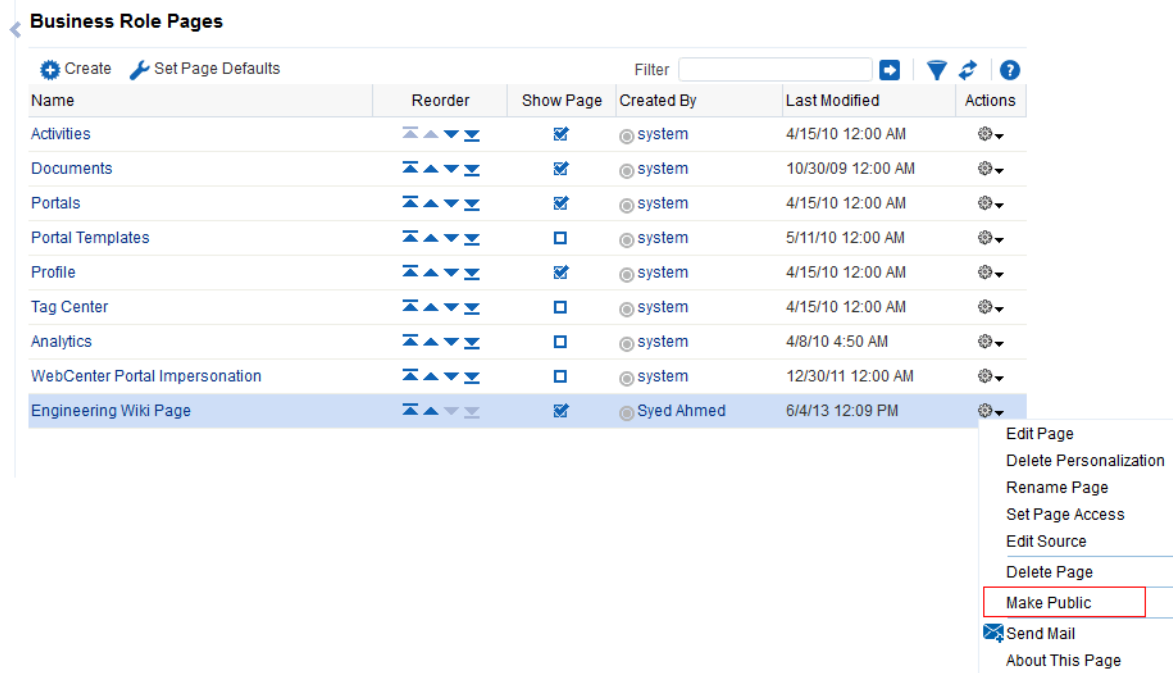 Business Role Pages
Create Set Page Defaults Filter
Name Reorder Show Page Created By Last Modified Actions
Activities system 4/15/10 12:00 AM
Documents system 10/30/09 12:00 AM
Portals system 4/15/10 12:00 AM
Portal Templates system 5/11/10 12:00 AM
Profile system 4/15/10 12:00 AM
Tag Center system 4/15/10 12:00 AM
Analytics system 4/8/10 4:50 AM
WebCenter Portal Impersonation system 12/30/11 12:00 AM
Engineering Wiki Page Syed Ahmed 6/4/13 12:09 PM
Edit Page
Delete Personalization
Rename Page
Set Page Access
Edit Source
Delete Page
Make Public
Send Mail
About This Page